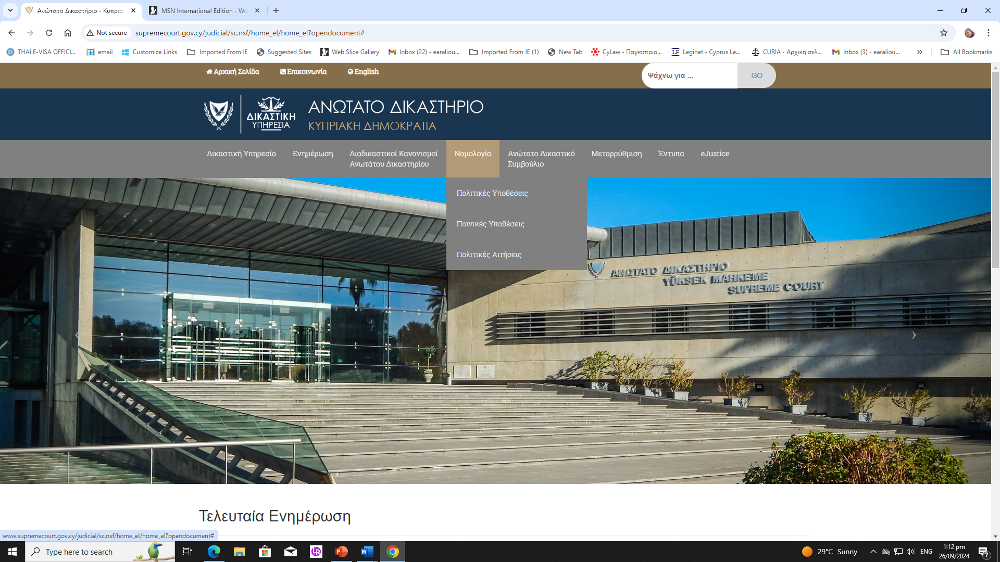 Ανώτατο Δικαστήριο - Κυπρια
MSN International Edition - Wo
Not secure
supremecourt.gov.cy/judicial/sc.nsf/home_el/home_el?opendocument#
THAI E-VISA OFFICI...
email
Customize Links
Imported From IE
Suggested Sites
Web Slice Gallery
Inbox (22) - earaliou...
Imported From IE (1)
New Tab
CyLaw - Παγκύπριο...
Leginet - Cyprus Le...
CURIA - Αρχική σελ...
Inbox (3) - earaliou...
All Bookmarks
Αρχική Σελίδα
Επικοινωνία
English
Ψάχνω για ...
GO
ΔΙΚΑΣΤΙΚΗ
ΥΠΗΡΕΣΙΑ
ΑΝΩΤΑΤΟ ΔΙΚΑΣΤΗΡΙΟ
ΚΥΠΡΙΑΚΗ ΔΗΜΟΚΡΑΤΙΑ
Δικαστική Υπηρεσία
Ενημέρωση
Διαδικαστικοί Κανονισμοί
Ανωτάτου Δικαστηρίου
Νομολογία
Ανώτατο Δικαστικό
Συμβούλιο
Μεταρρύθμιση
Έντυπα
eJustice
Πολιτικές Υποθέσεις
Ποινικές Υποθέσεις
Πολιτικές Αιτήσεις
ΑΝΩΤΑΤΟ ΔΙΚΑΣΤΗΡΙΟ
YÜKSEK MAHKEME
SUPREME COURT
Τελευταία Ενημέρωση
www.supremecourt.gov.cy/judicial/sc.nsf/home_el/home_el?opendocument#
Type here to search
29°C Sunny
ENG
1:12 pm
26/09/2024
7